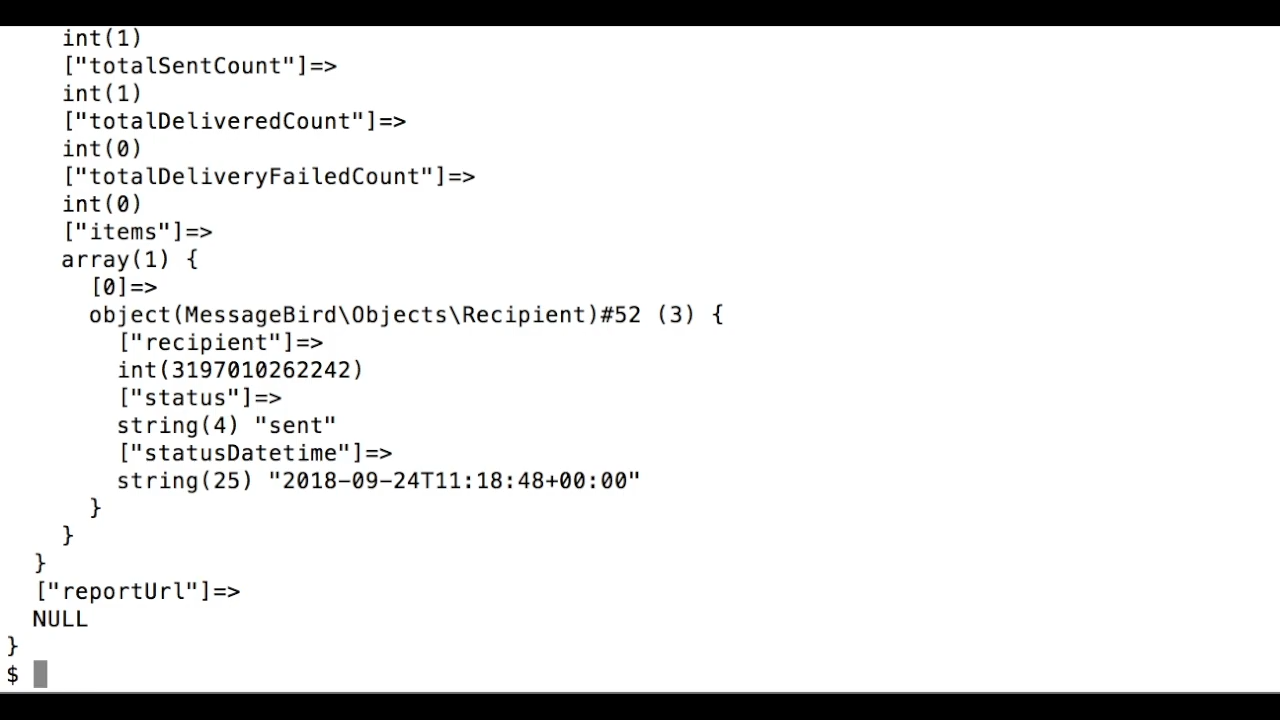 int(1)
["totalSentCount"]=>
int(1)
["totalDeliveredCount"]=>
int(0)
["totalDeliveryFailedCount"]=>
int(0)
["items"]=>
array(1) {
[0]=>
object(MessageBird\Objects\Recipient)#52 (3) {
["recipient"]=>
int(3197010262242)
["status"]=>
string(4) "sent"
["statusDatetime"]=>
string(25) "2018-09-24T11:18:48+00:00"
}
}
}
["reportUrl"]=>
NULL
}
$